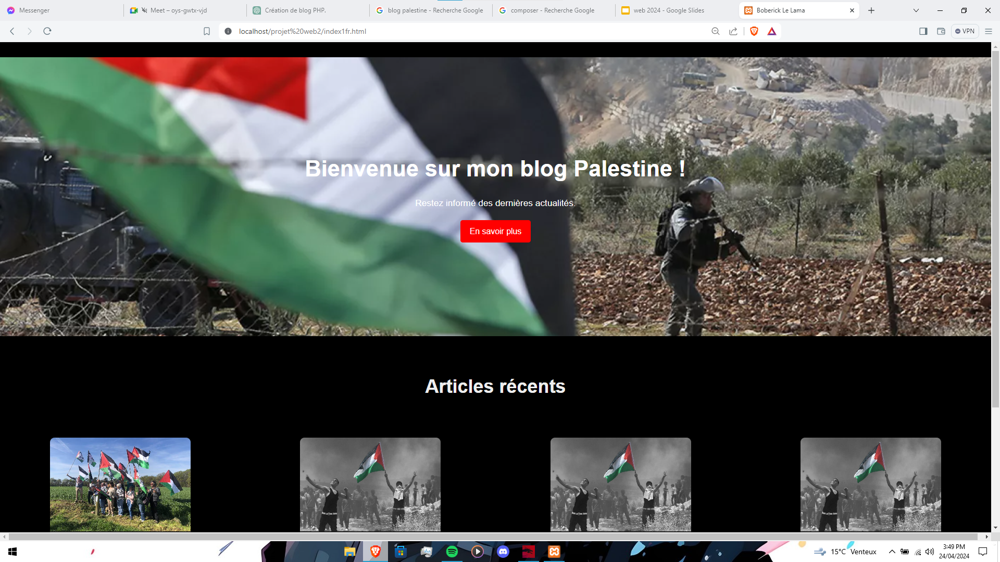 Messenger
Meet – oys-gwtx-vjd
Création de blog PHP.
blog palestine - Recherche Google
composer - Recherche Google
web 2024 - Google Slides
Boberick Le Lama
localhost/projet%20web2/index1fr.html
VPN
Bienvenue sur mon blog Palestine !
Restez informé des dernières actualités.
En savoir plus
Articles récents
15°C Venteux
3:49 PM
24/04/2024